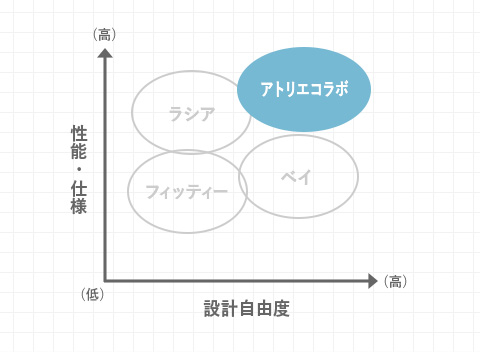 （高）
アトリエコラボ
ラシア
性能・仕様
フィッティー
ベイ
（低）
（高）
設計自由度